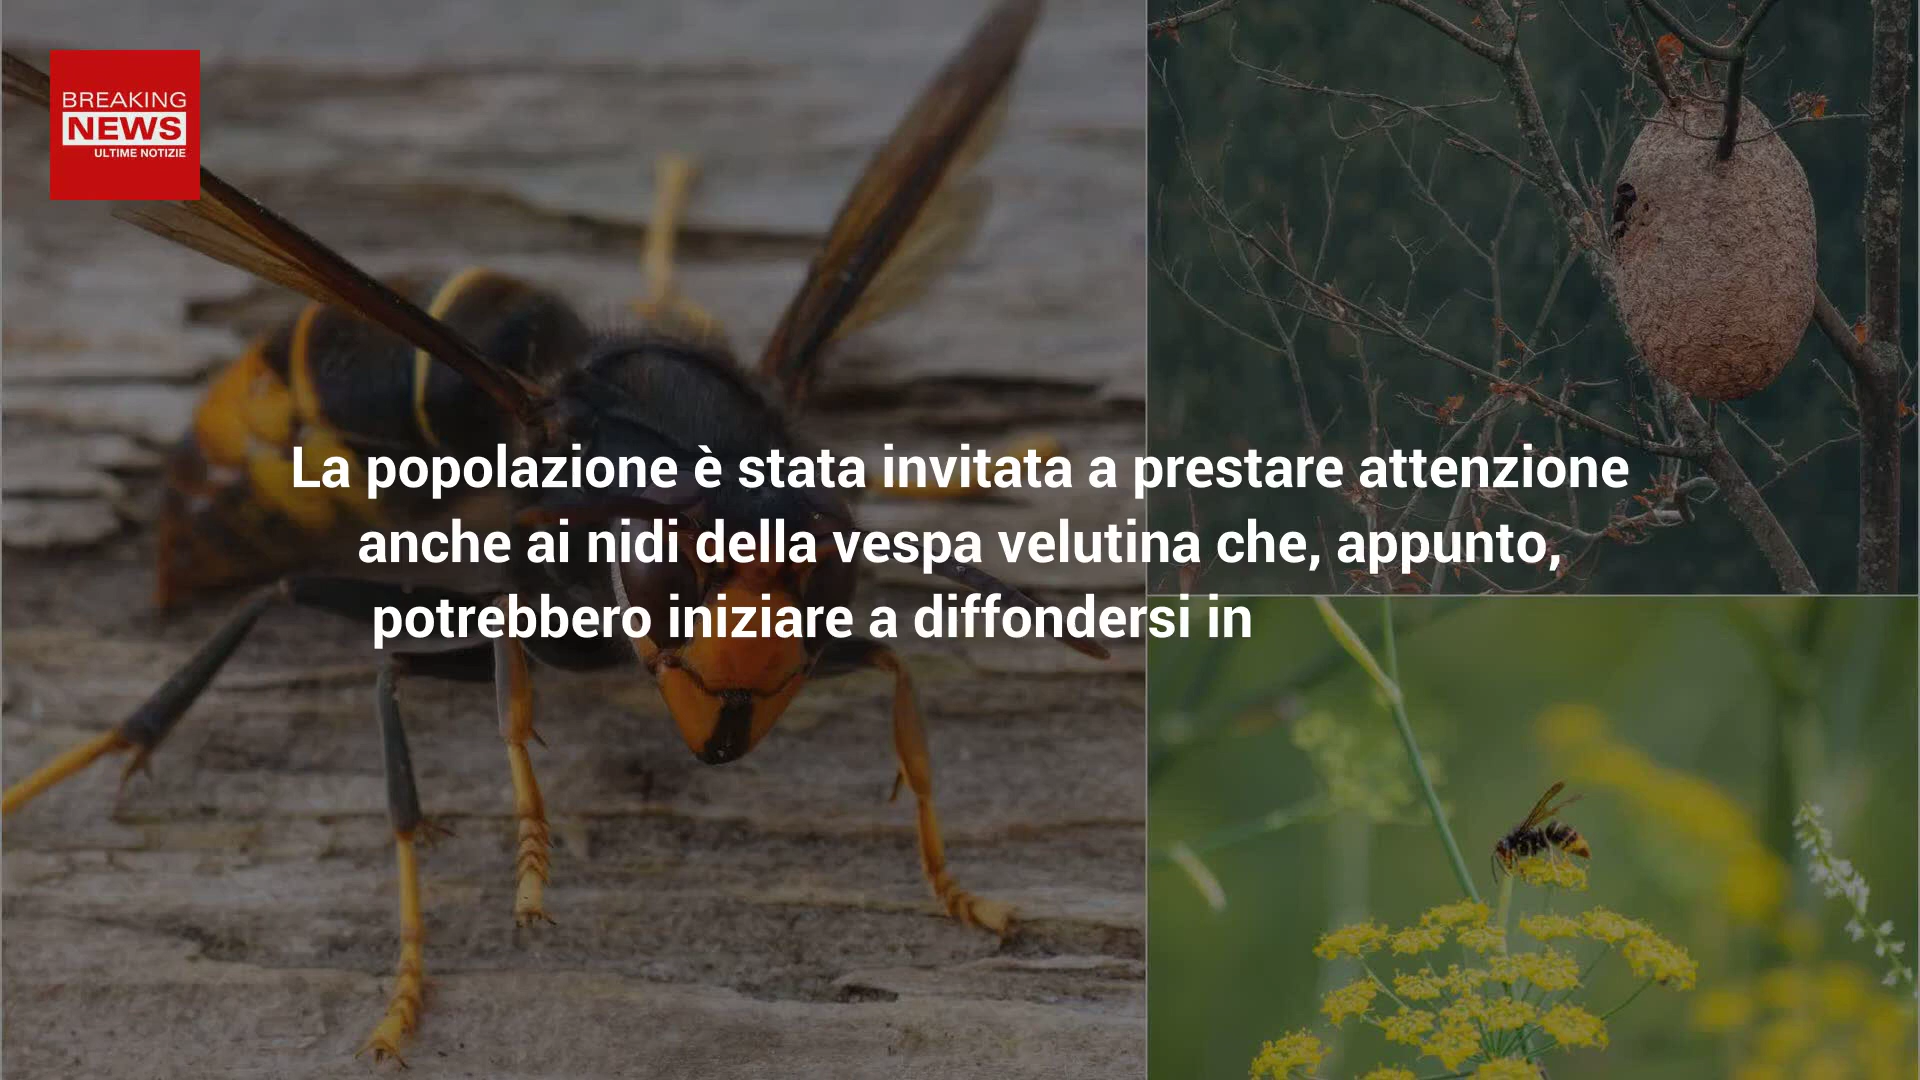 BREAKING
NEWS
ULTIME NOTIZIE
La popolazione è stata invitata a prestare attenzione
anche ai nidi della vespa velutina che, appunto,
potrebbero iniziare a diffondersi in